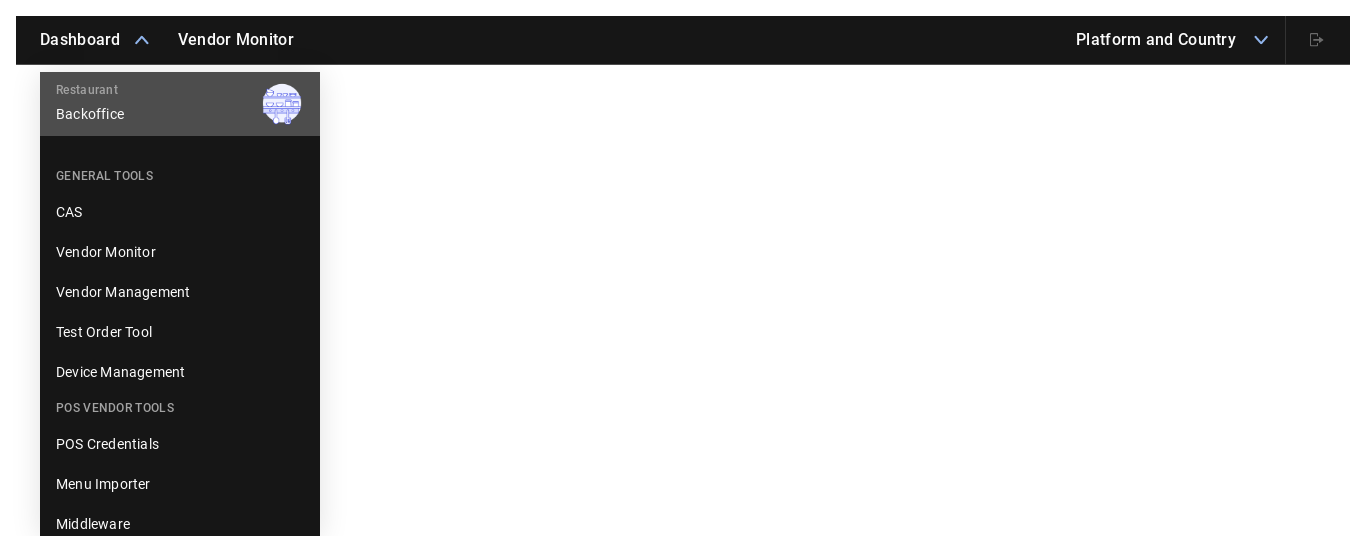 Dashboard
Vendor Monitor
Platform and Country
Restaurant
Backoffice
GENERAL TOOLS
CAS
Vendor Monitor
Vendor Management
Test Order Tool
Device Management
POS VENDOR TOOLS
POS Credentials
Menu Importer
Middleware